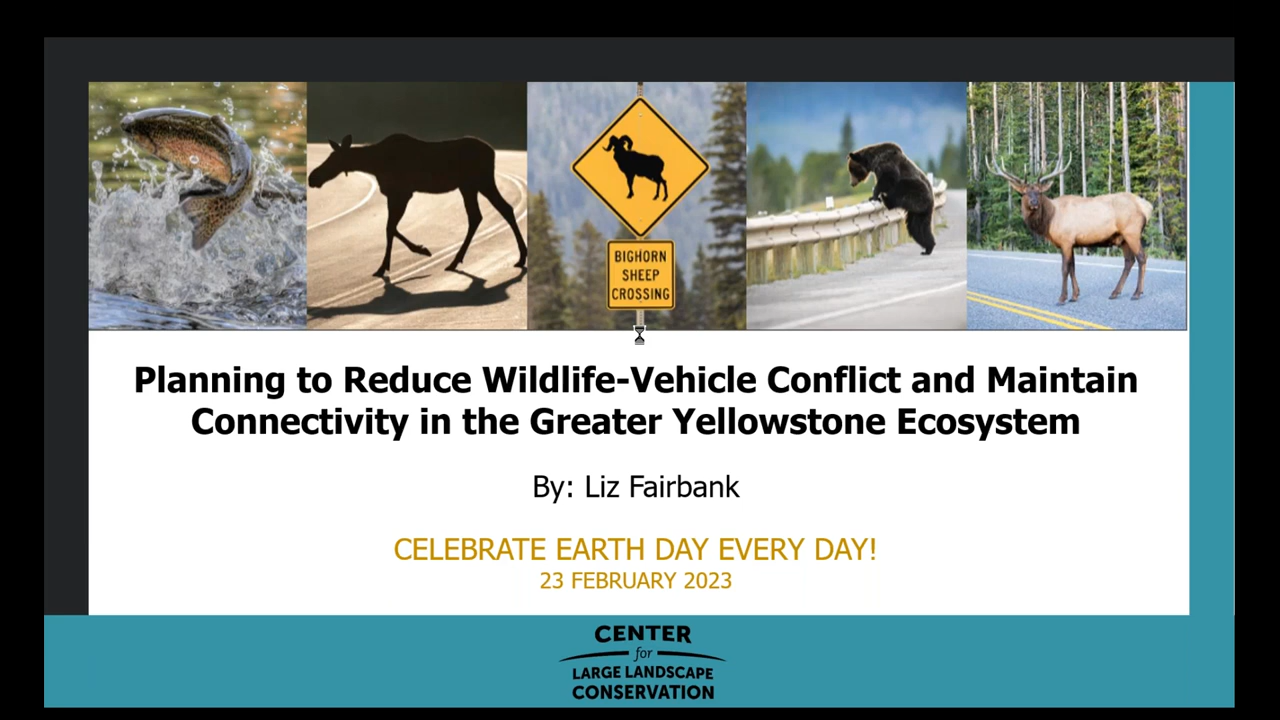 BIGHORN
SHEEP
CROSSING
Planning to Reduce Wildlife-Vehicle Conflict and Maintain
Connectivity in the Greater Yellowstone Ecosystem
By: Liz Fairbank
CELEBRATE EARTH DAY EVERY DAY!
23 FEBRUARY 2023
CENTER
for
LARGE LANDSCAPE
CONSERVATION